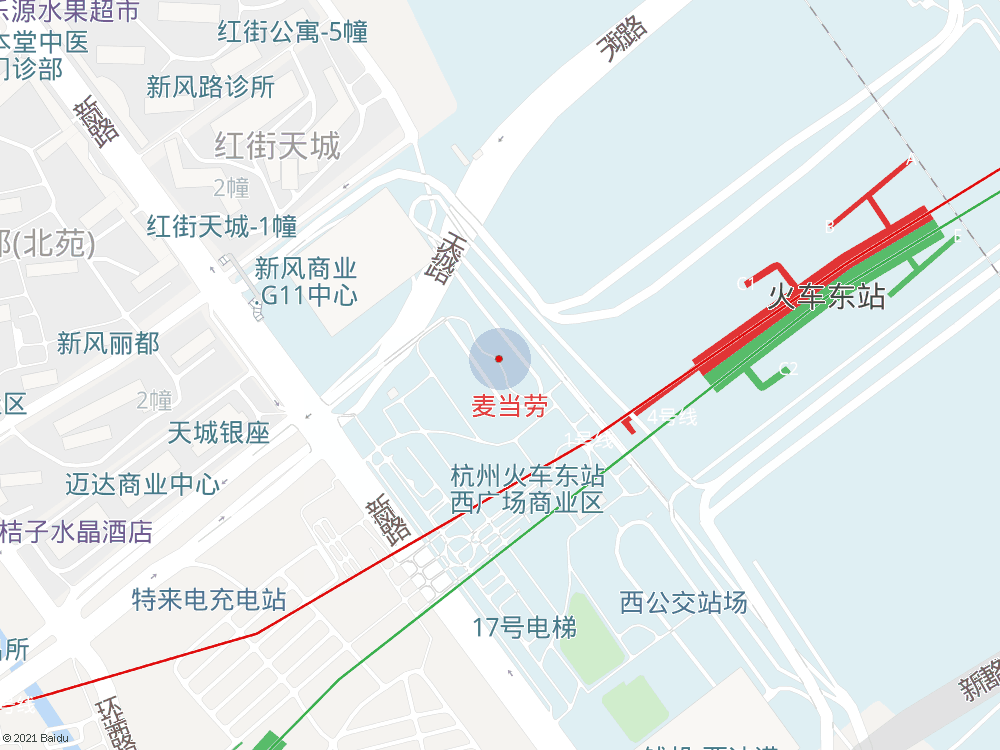 乐源水果超市
本堂中医
门诊部
红街公寓-5幢
天城路
新风路诊所
新风路
红街天城
2幢
A
红街天城-1幢
B
E
(北苑)
天城路
新风商业
.G11中心
C1
火车东站
新风丽都
C2
2幢
麦当劳
4号线
天城银座
1号线
迈达商业中心
杭州火车东站
西广场商业区
新风路
桔子水晶酒店
特来电充电站
西公交站场
17号电梯
所
新塘路
环站西路
© 2021 Baidu